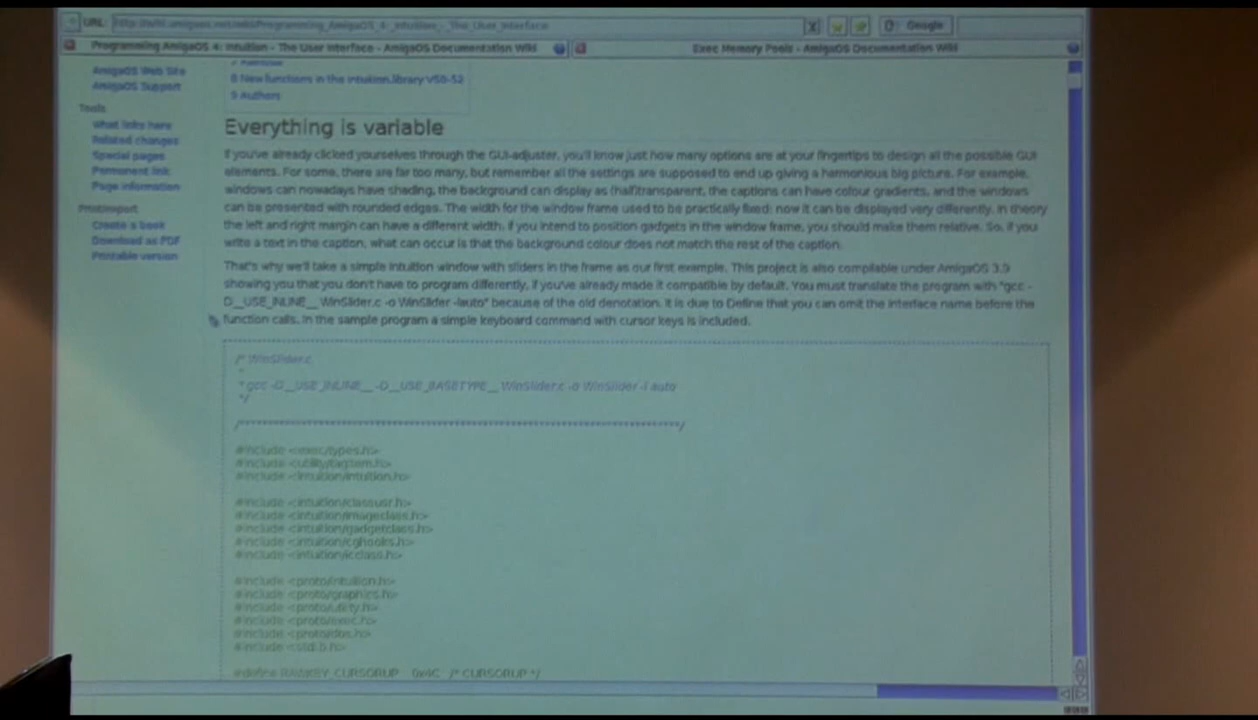 URL: http://wiki.amigaos.net/wiki/Programming_AmigaOS_4:_Intuition_-_The_User_Interface
Google
Programming AmigaOS 4: Intuition - The User Interface - AmigaOS Documentation Wiki
Exec Memory Pools - AmigaOS Documentation Wiki
AmigaOS Web Site
AmigaOS Support
Tools
What links here
Related changes
Special pages
Permanent link
Page information
Print/export
Create a book
Download as PDF
Printable version
8 New functions in the intuition.library V50-52
9 Authors
Everything is variable
If you've already clicked yourselves through the GUI-adjuster, you'll know just how many options are at your fingertips to design all the possible GUI
elements. For some, there are far too many, but remember all the settings are supposed to end up giving a harmonious big picture. For example,
windows can nowadays have shading, the background can display as (half)transparent, the captions can have colour gradients, and the windows
can be presented with rounded edges. The width for the window frame used to be practically fixed; now it can be displayed very differently. In theory
the left and right margin can have a different width. If you intend to position gadgets in the window frame, you should make them relative. So, if you
write a text in the caption, what can occur is that the background colour does not match the rest of the caption.
That's why we'll take a simple Intuition window with sliders in the frame as our first example. This project is also compilable under AmigaOS 3.9
showing you that you don't have to program differently, if you've already made it compatible by default. You must translate the program with "gcc -
D__USE_INLINE__ WinSlider.c -o WinSlider -lauto" because of the old denotation. It is due to Define that you can omit the interface name before the
function calls. In the sample program a simple keyboard command with cursor keys is included.
/* WinSlider.c
*
* gcc -D__USE_INLINE__ -D__USE_BASETYPE__ WinSlider.c -o WinSlider -l auto
*/
#include <exec/types.h>
#include <utility/tagitem.h>
#include <intuition/intuition.h>
#include <intuition/classusr.h>
#include <intuition/imageclass.h>
#include <intuition/gadgetclass.h>
#include <intuition/cghooks.h>
#include <intuition/icclass.h>
#include <proto/intuition.h>
#include <proto/graphics.h>
#include <proto/utility.h>
#include <proto/exec.h>
#include <proto/dos.h>
#include <stdlib.h>
#define RAWKEY_CURSORUP 0x4C /* CURSORUP */